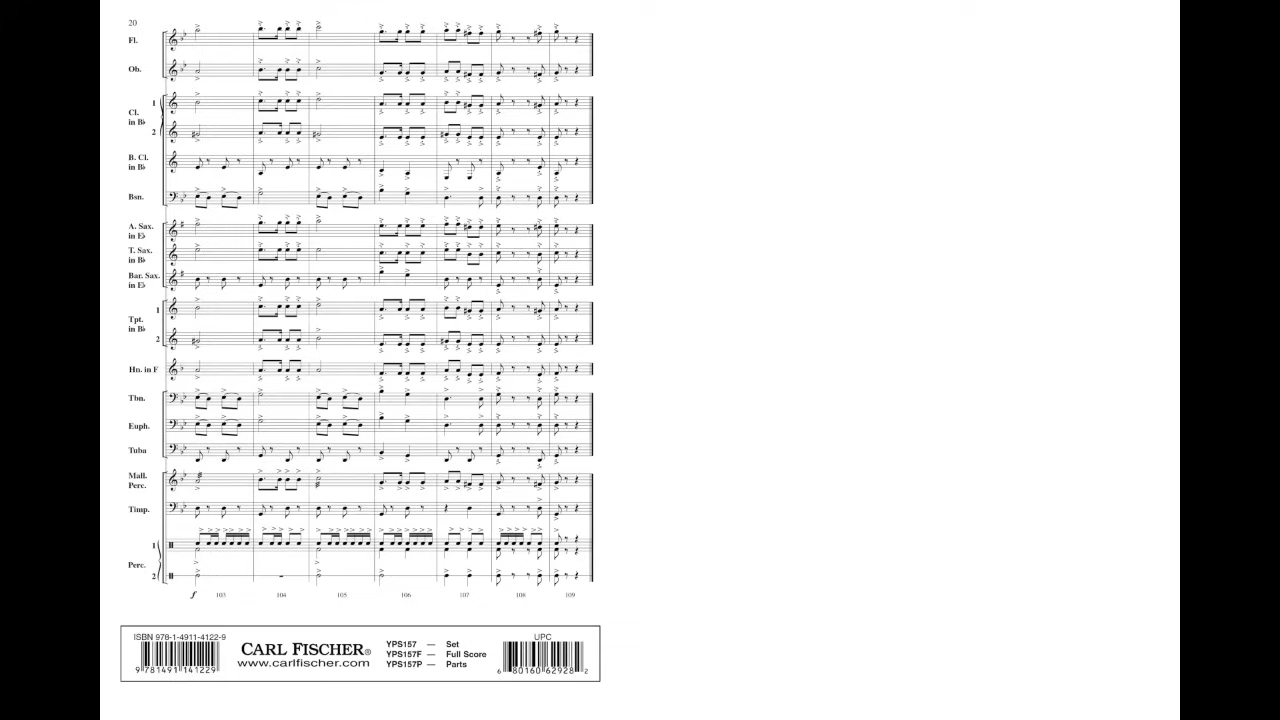 20
Fl.
Ob.
1
Cl.
in B♭
2
B. Cl.
in B♭
Bsn.
A. Sax.
in E♭
T. Sax.
in B♭
Bar. Sax.
in E♭
1
Tpt.
in B♭
2
Hn. in F
Tbn.
Euph.
Tuba
Mall.
Perc.
Timp.
1
Perc.
2
f
103 104 105 106 107 108 109
ISBN 978-1-4911-4122-9
9 781491 141229
CARL FISCHER®
www.carlfischer.com
YPS157 — Set
YPS157F — Full Score
YPS157P — Parts
UPC
6 80160 62928 2